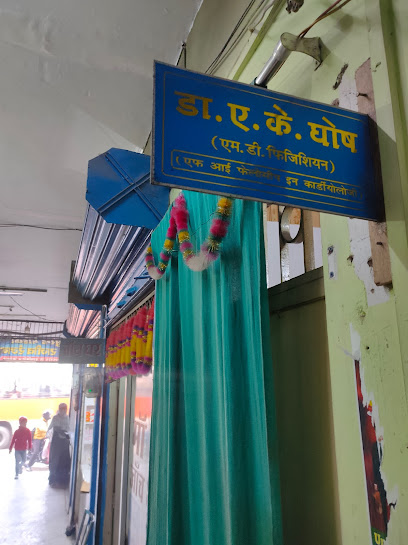 डा. ए. के. घोष
(एम. डी. फिजिशियन)
(एफ आई फेलोशीप इन कार्डीयोलोजी)